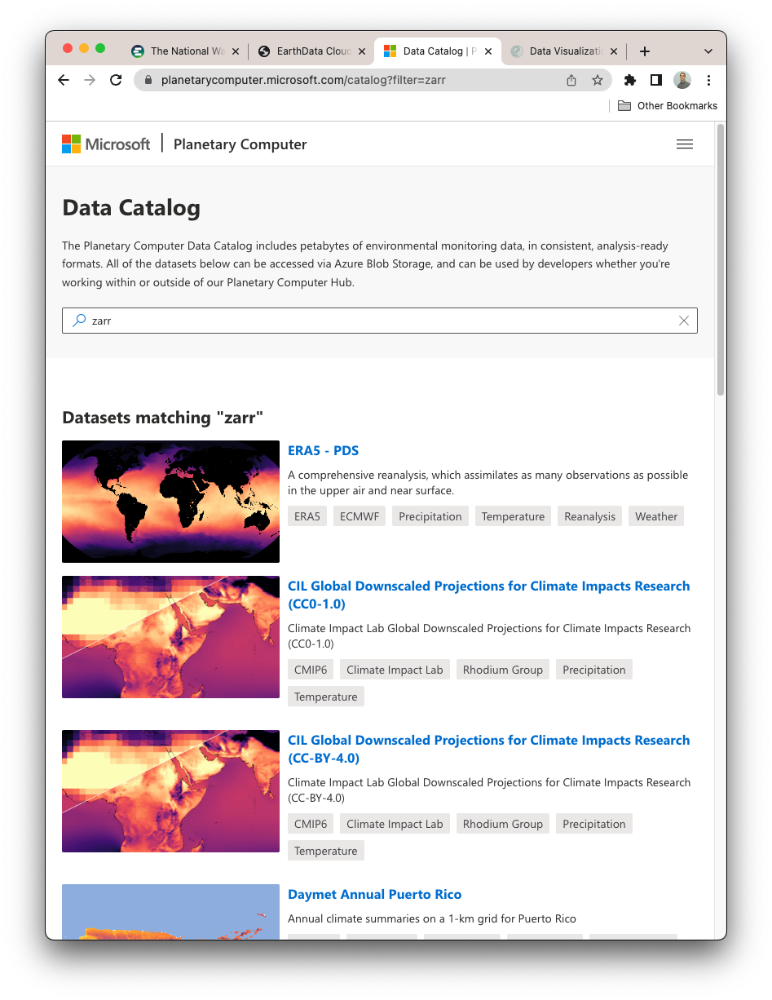 The National Wa
EarthData Cloud
Data Catalog | P
Data Visualizatio
planetarycomputer.microsoft.com/catalog?filter=zarr
Other Bookmarks
Microsoft | Planetary Computer
Data Catalog
The Planetary Computer Data Catalog includes petabytes of environmental monitoring data, in consistent, analysis-ready
formats. All of the datasets below can be accessed via Azure Blob Storage, and can be used by developers whether you're
working within or outside of our Planetary Computer Hub.
zarr
Datasets matching "zarr"
ERA5 - PDS
A comprehensive reanalysis, which assimilates as many observations as possible
in the upper air and near surface.
ERA5 ECMWF Precipitation Temperature Reanalysis Weather
CIL Global Downscaled Projections for Climate Impacts Research
(CC0-1.0)
Climate Impact Lab Global Downscaled Projections for Climate Impacts Research
(CC0-1.0)
CMIP6 Climate Impact Lab Rhodium Group Precipitation
Temperature
CIL Global Downscaled Projections for Climate Impacts Research
(CC-BY-4.0)
Climate Impact Lab Global Downscaled Projections for Climate Impacts Research
(CC-BY-4.0)
CMIP6 Climate Impact Lab Rhodium Group Precipitation
Temperature
Daymet Annual Puerto Rico
Annual climate summaries on a 1-km grid for Puerto Rico